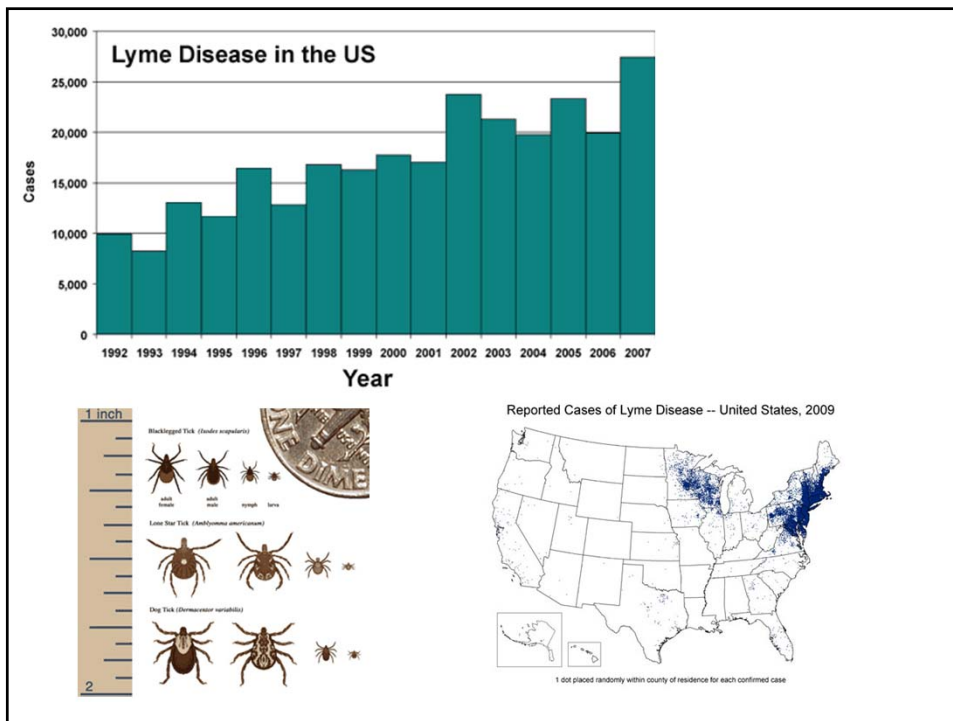 Lyme Disease in the US
30,000
25,000
20,000
15,000
10,000
5,000
0
Cases
1992 1993 1994 1995 1996 1997 1998 1999 2000 2001 2002 2003 2004 2005 2006 2007
Year
1 inch
2
Blacklegged Tick (Ixodes scapularis)
adult female
adult male
nymph
larva
Lone Star Tick (Amblyomma americanum)
Dog Tick (Dermacentor variabilis)
ONE DIME
Reported Cases of Lyme Disease -- United States, 2009
1 dot placed randomly within county of residence for each confirmed case